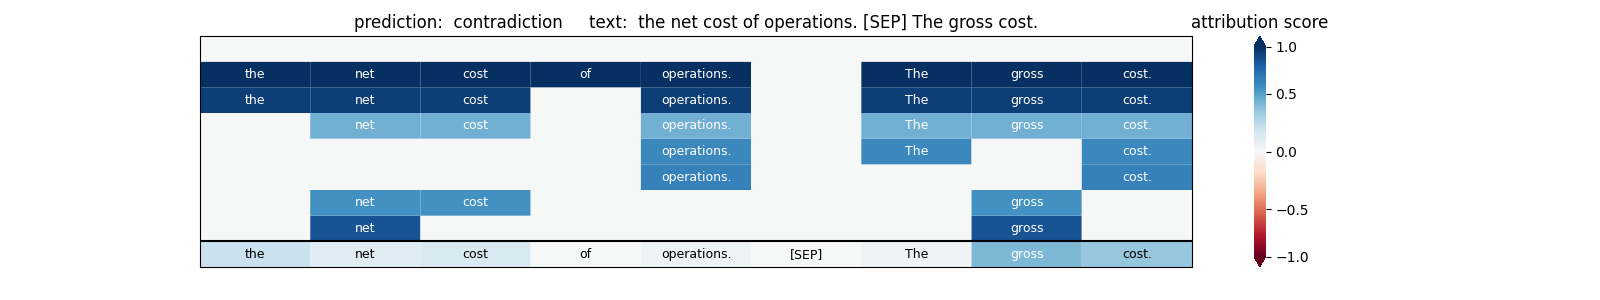 prediction:  contradiction     text:  the net cost of operations. [SEP] The gross cost.
attribution score
the net cost of operations. The gross cost.
the net cost operations. The gross cost.
net cost operations. The gross cost.
operations. The cost.
operations. cost.
net cost gross
net gross
the net cost of operations. [SEP] The gross cost.
1.0
0.5
0.0
−0.5
−1.0